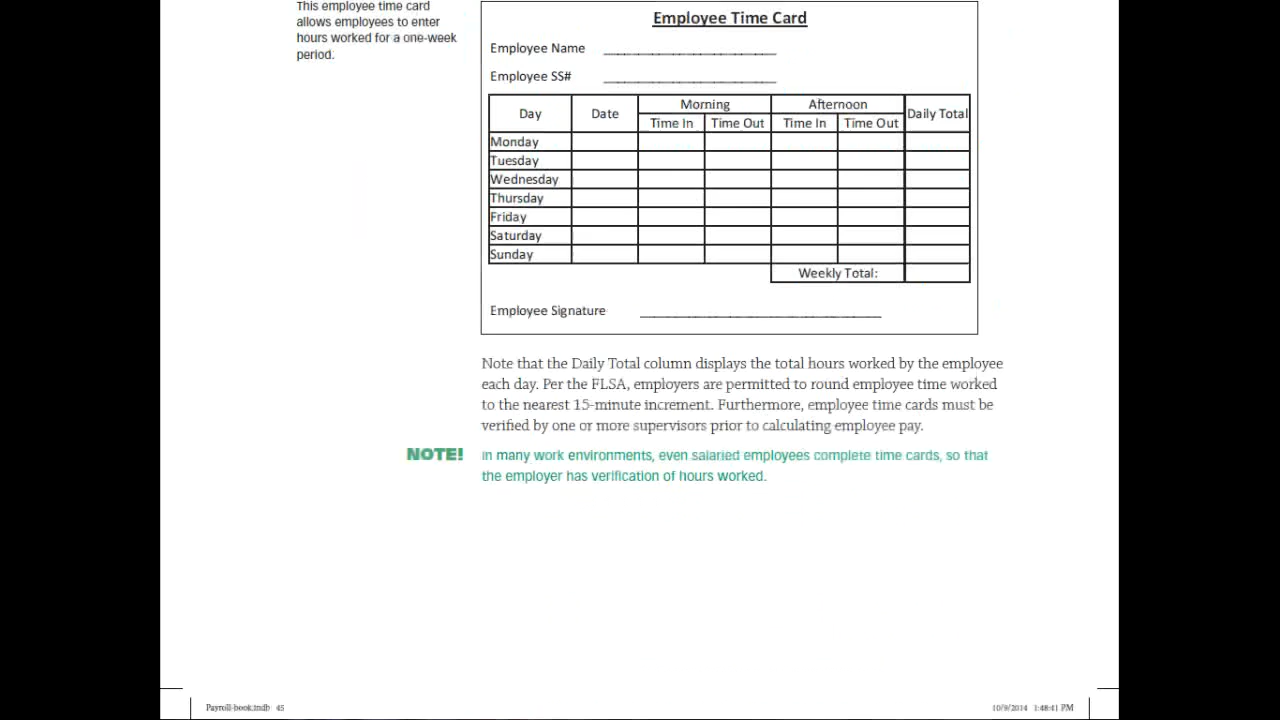 This employee time card
allows employees to enter
hours worked for a one-week
period.
Employee Time Card
Employee Name
Employee SS#
Day Date Morning Afternoon Daily Total
Time In Time Out Time In Time Out
Monday
Tuesday
Wednesday
Thursday
Friday
Saturday
Sunday
Weekly Total:
Employee Signature
Note that the Daily Total column displays the total hours worked by the employee
each day. Per the FLSA, employers are permitted to round employee time worked
to the nearest 15-minute increment. Furthermore, employee time cards must be
verified by one or more supervisors prior to calculating employee pay.
NOTE! In many work environments, even salaried employees complete time cards, so that
the employer has verification of hours worked.
Payroll-book.indb 45 10/9/2014 1:48:41 PM